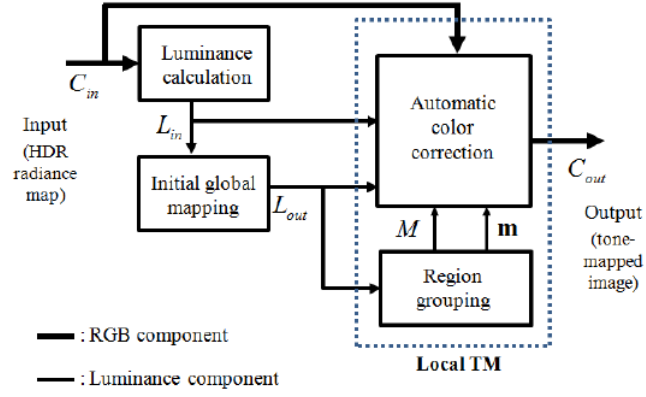 Luminance
calculation
C_in
Input
(HDR
radiance
map)
L_in
Initial global
mapping
L_out
Automatic
color
correction
C_out
Output
(tone-
mapped
image)
M
m
Region
grouping
Local TM
: RGB component
: Luminance component